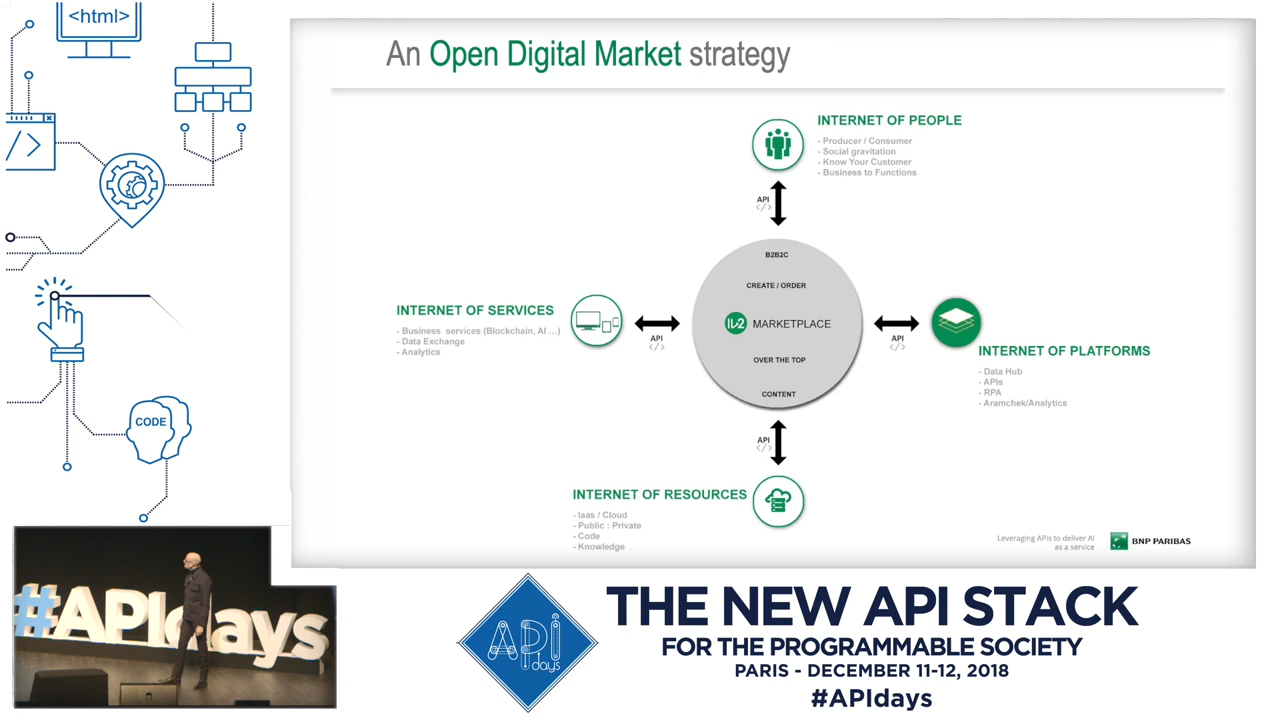 <html>
</>
CODE
An Open Digital Market strategy
INTERNET OF PEOPLE
- Producer / Consumer
- Social gravitation
- Know Your Customer
- Business to Functions
API
</>
INTERNET OF SERVICES
- Business services (Blockchain, AI ...)
- Data Exchange
- Analytics
API
</>
B2B2C
CREATE / ORDER
MARKETPLACE
OVER THE TOP
CONTENT
API
</>
INTERNET OF PLATFORMS
- Data Hub
- APIs
- RPA
- Aramchek/Analytics
API
</>
INTERNET OF RESOURCES
- Iaas / Cloud
- Public : Private
- Code
- Knowledge
Leveraging APIs to deliver AI
as a service
BNP PARIBAS
#APIdays
API
days
THE NEW API STACK
FOR THE PROGRAMMABLE SOCIETY
PARIS - DECEMBER 11-12, 2018
#APIdays